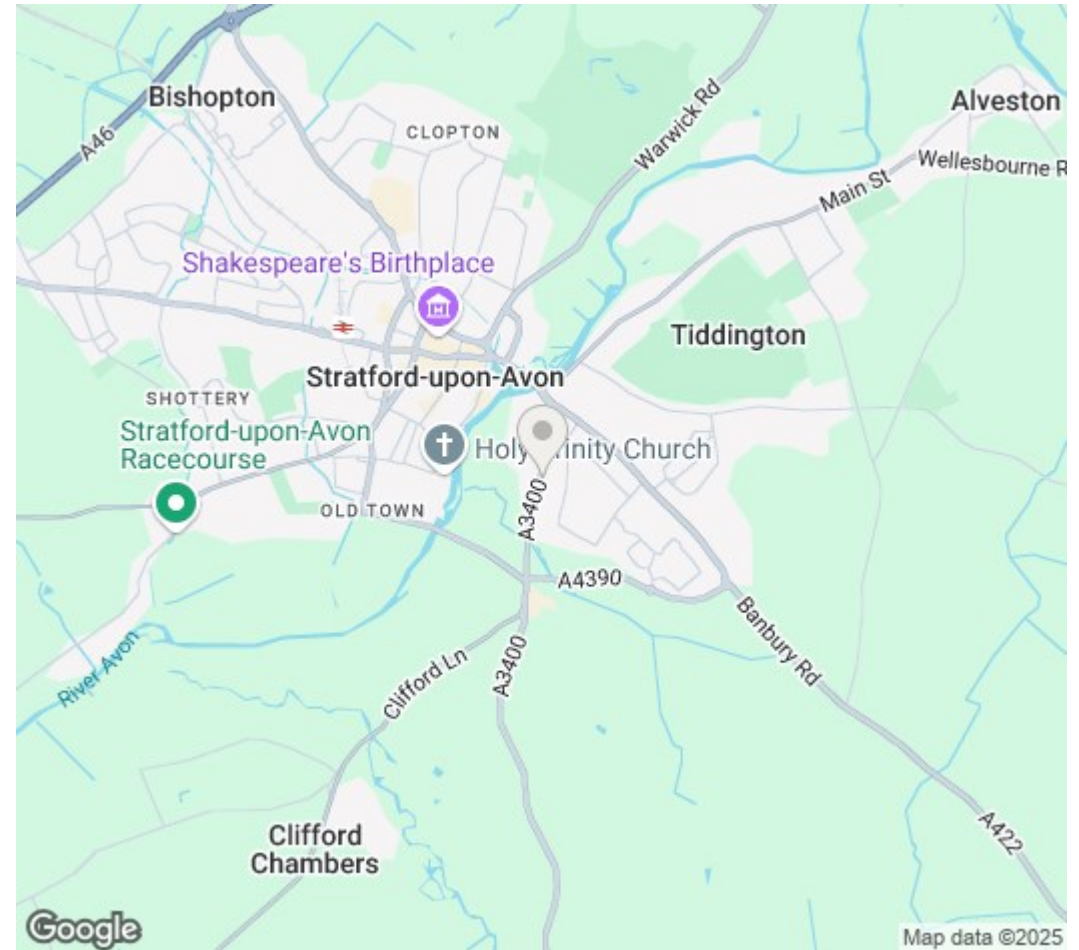 Bishopton
A46
CLOPTON
Warwick Rd
Alveston
Wellesbourne R
Main St
Shakespeare's Birthplace
Tiddington
Stratford-upon-Avon
SHOTTERY
Stratford-upon-Avon
Racecourse
Holy Trinity Church
OLD TOWN
A3400
A4390
Banbury Rd
River Avon
Clifford Ln
A3400
Clifford
Chambers
A422
Google
Map data ©2025